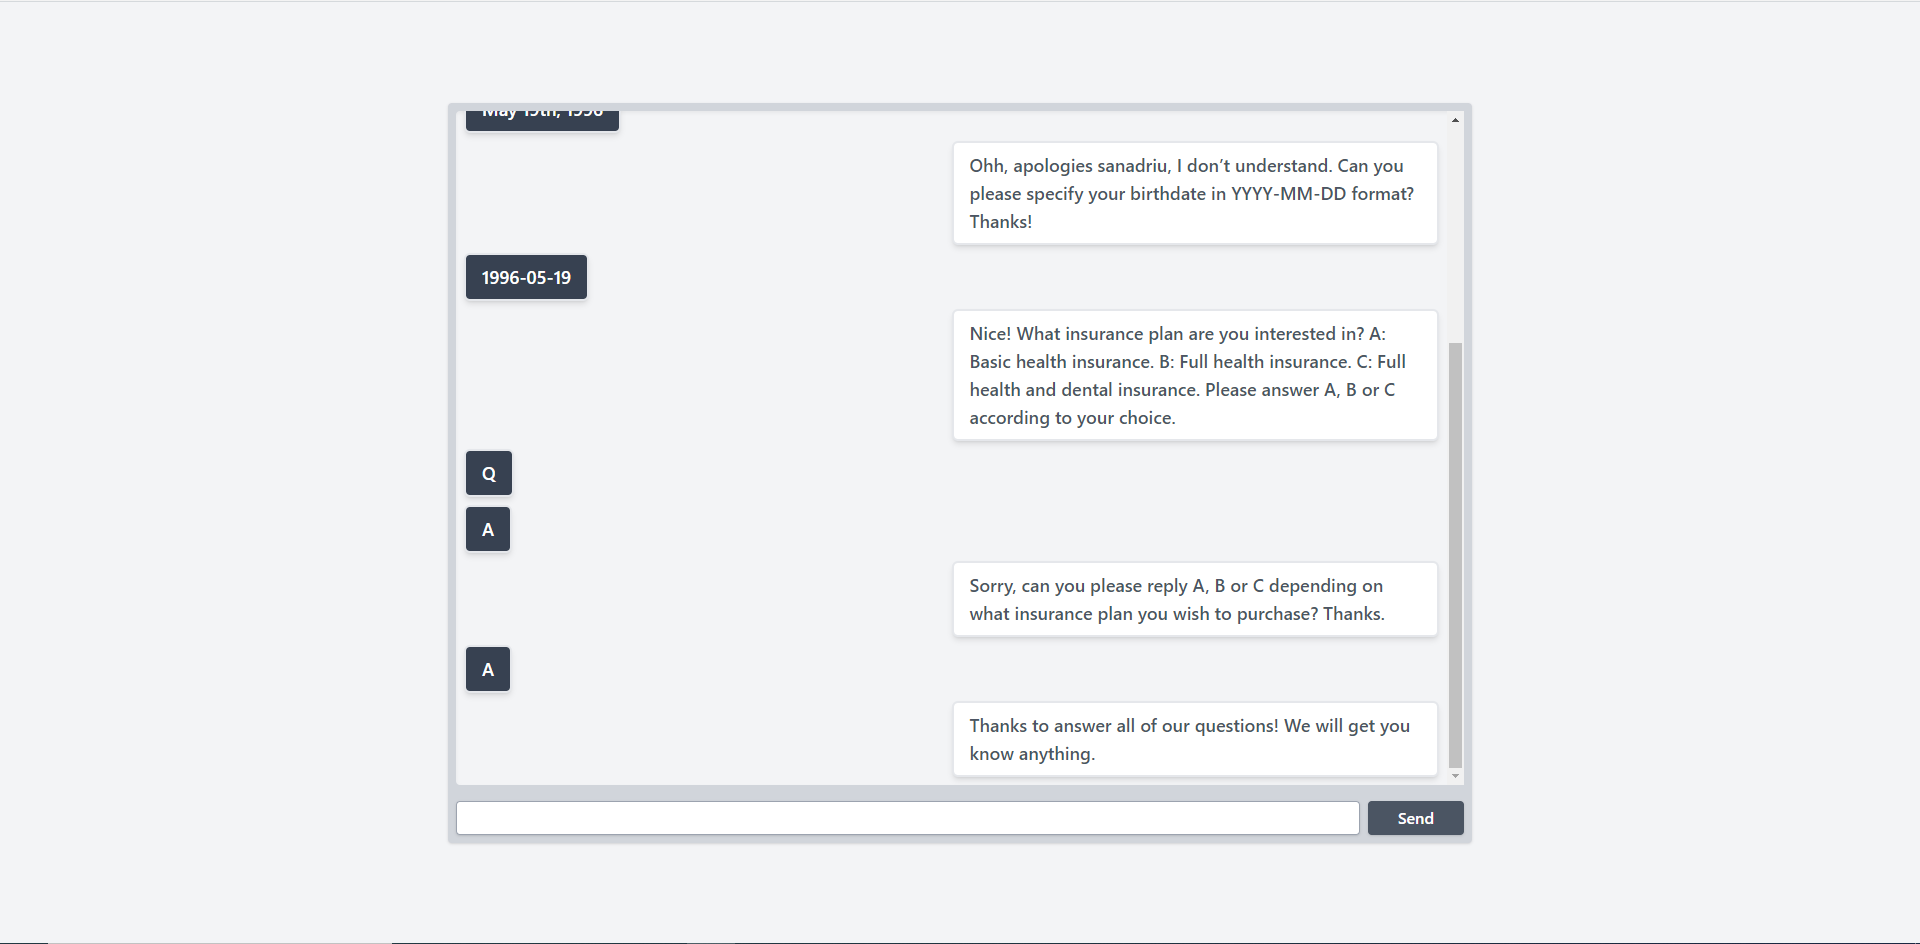 May 19th, 1996
Ohh, apologies sanadriu, I don’t understand. Can you
please specify your birthdate in YYYY-MM-DD format?
Thanks!
1996-05-19
Nice! What insurance plan are you interested in? A:
Basic health insurance. B: Full health insurance. C: Full
health and dental insurance. Please answer A, B or C
according to your choice.
Q
A
Sorry, can you please reply A, B or C depending on
what insurance plan you wish to purchase? Thanks.
A
Thanks to answer all of our questions! We will get you
know anything.
Send